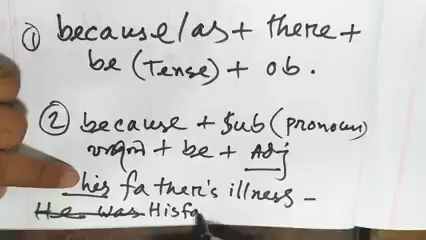 ① because/as + there +
be (Tense) + ob.
② because + Sub (pronoun)
+ be + Adj
his father's illness –
He was Hisfa